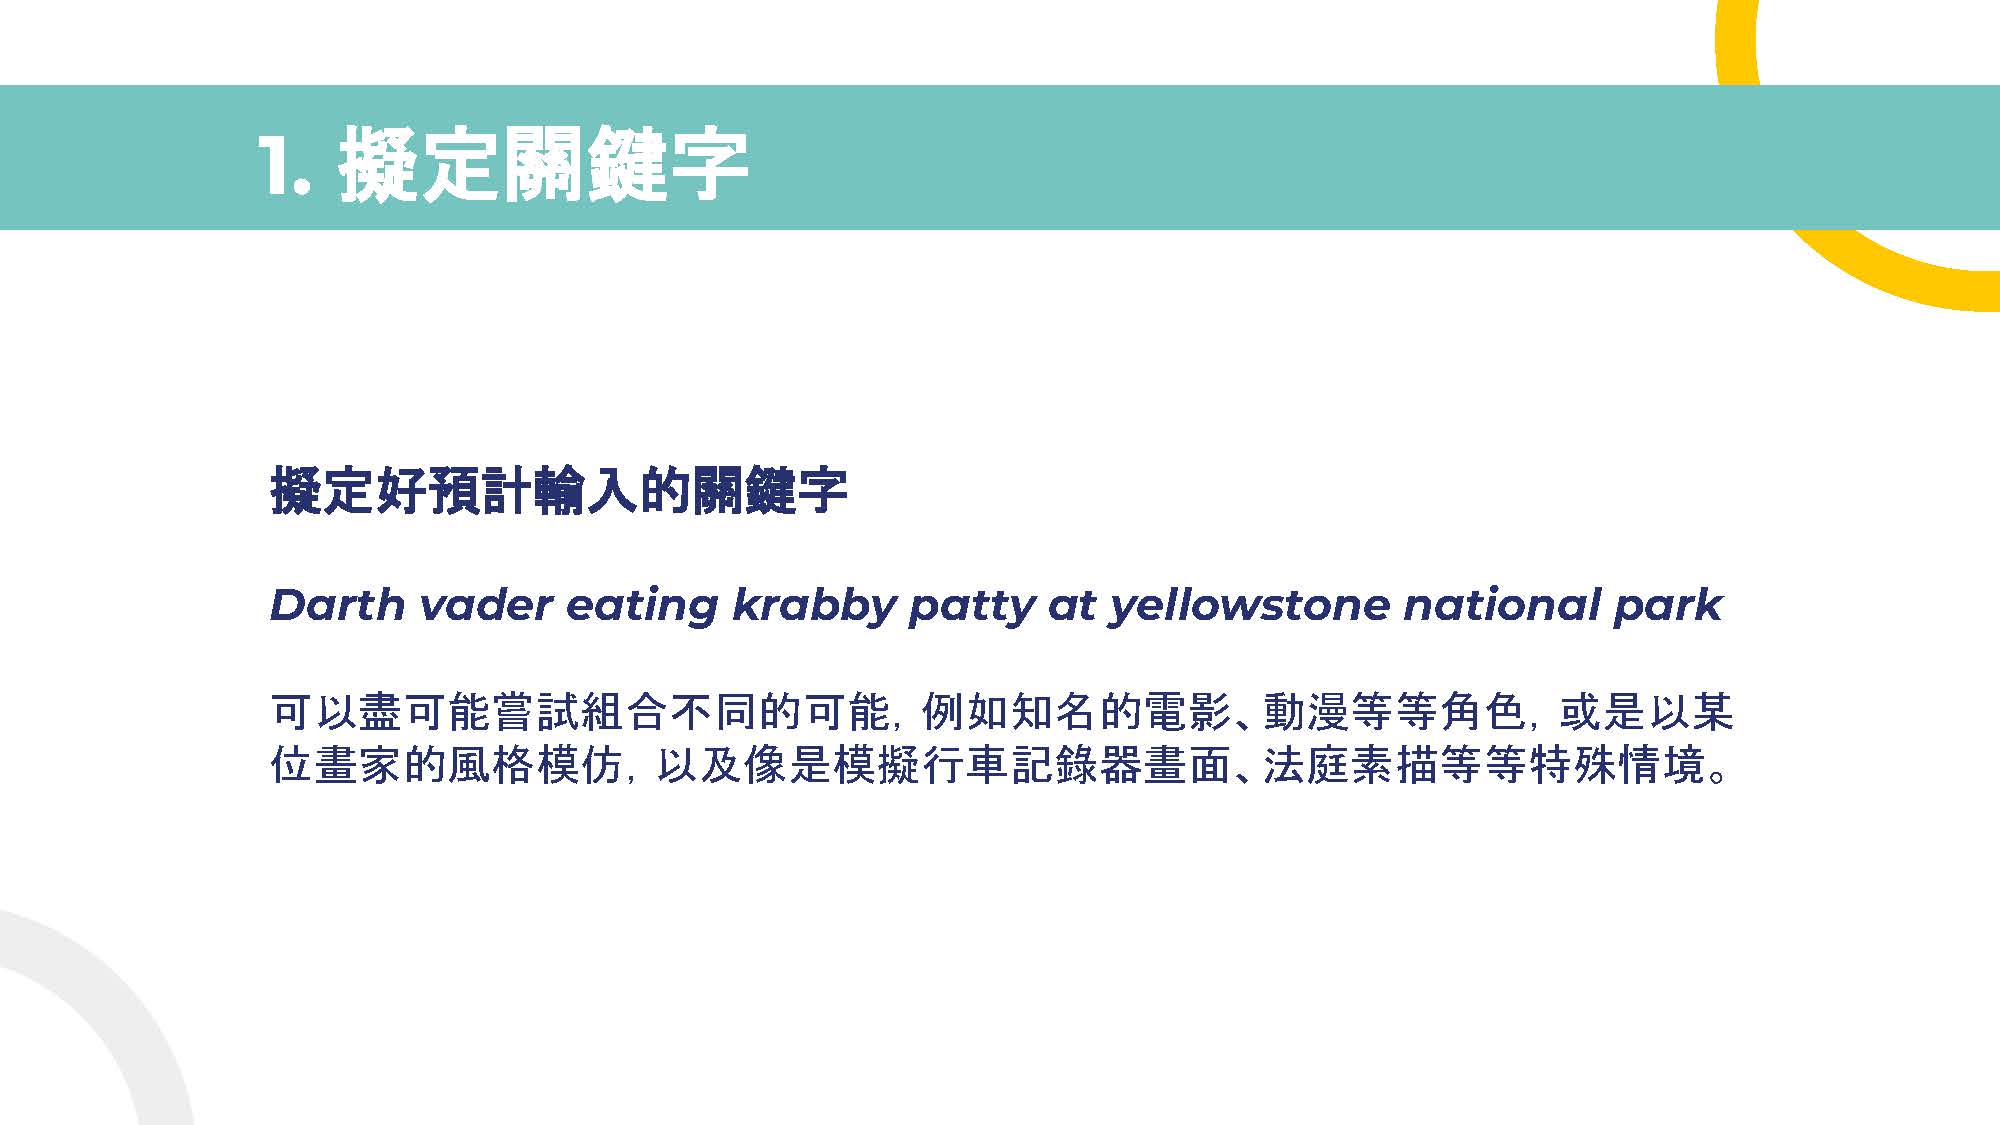 1. 擬定關鍵字
擬定好預計輸入的關鍵字
Darth vader eating krabby patty at yellowstone national park
可以盡可能嘗試組合不同的可能，例如知名的電影、動漫等等角色，或是以某
位畫家的風格模仿，以及像是模擬行車記錄器畫面、法庭素描等等特殊情境。